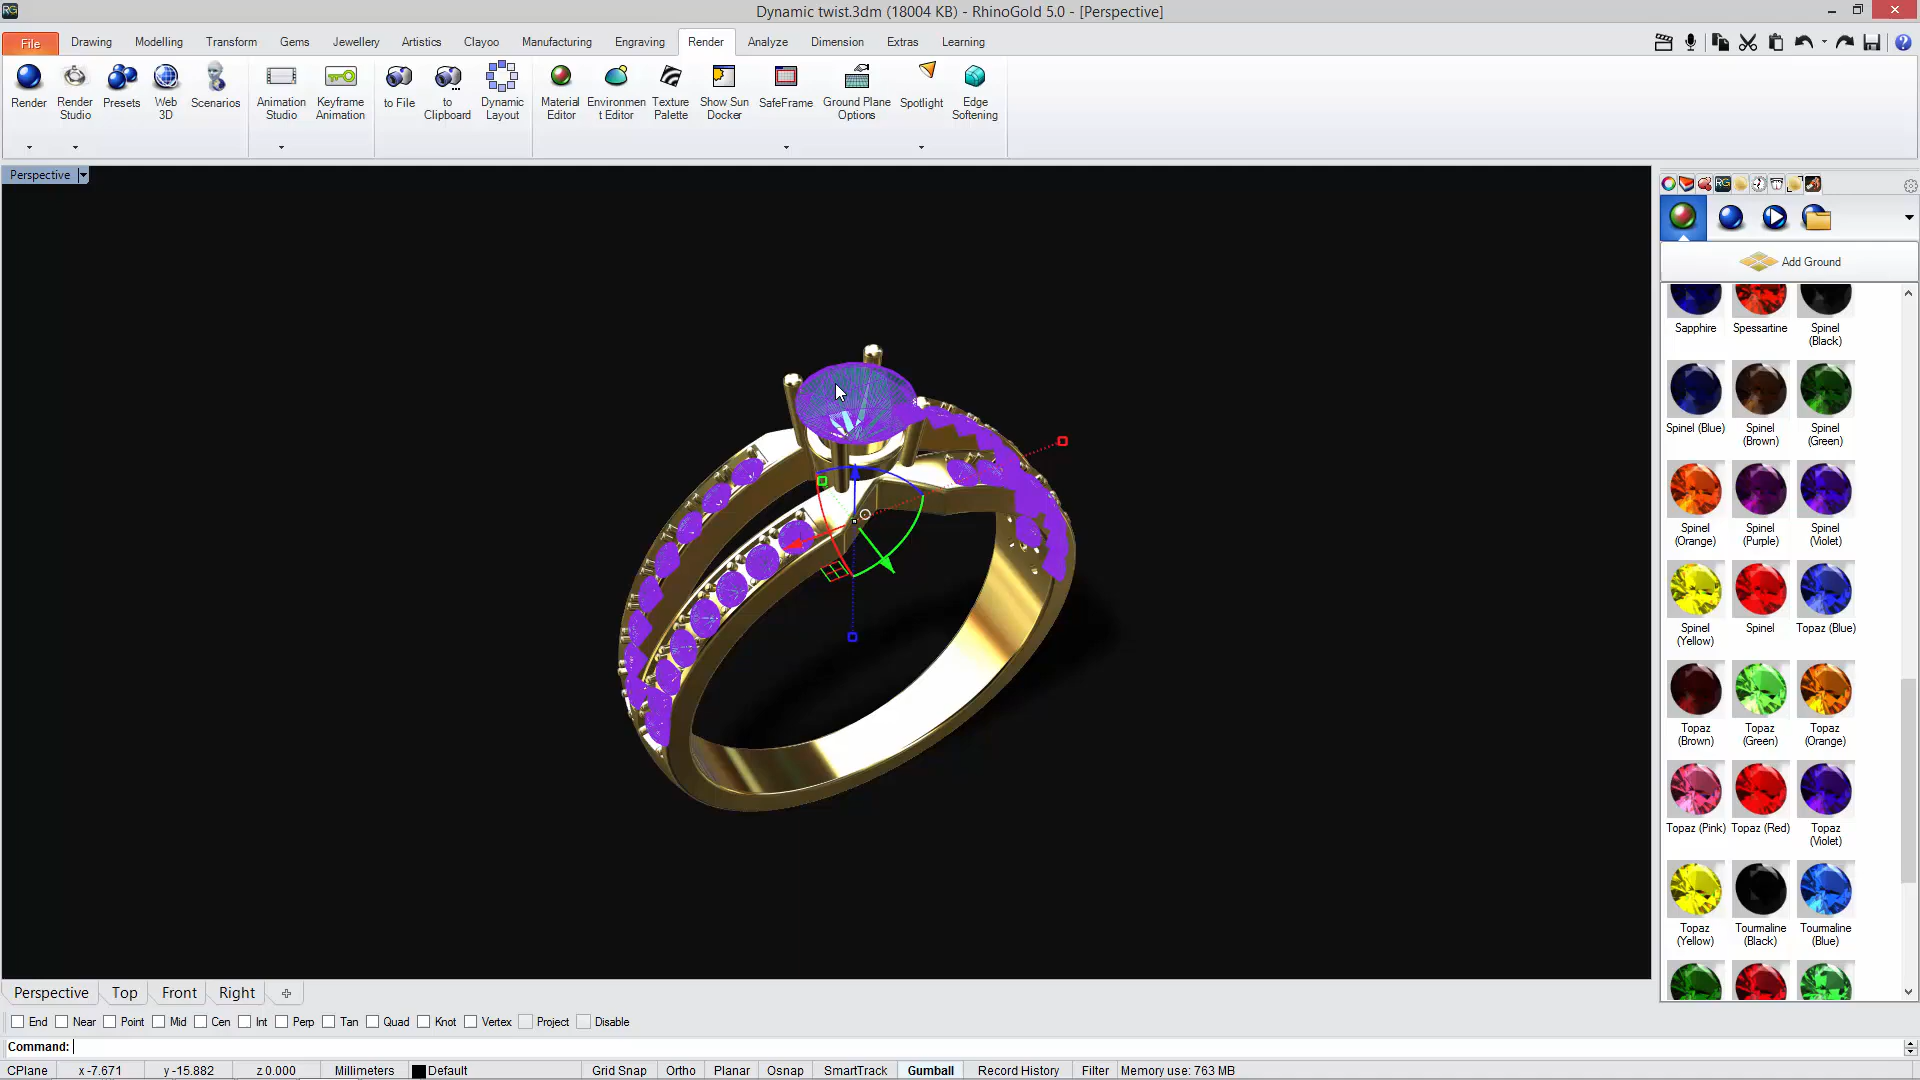 RG
Dynamic twist.3dm (18004 KB) - RhinoGold 5.0 - [Perspective]
File Drawing Modelling Transform Gems Jewellery Artistics Clayoo Manufacturing Engraving Render Analyze Dimension Extras Learning
Render Render Studio Presets Web 3D Scenarios Animation Studio Keyframe Animation to File to Clipboard Dynamic Layout Material Editor Environmen t Editor Texture Palette Show Sun Docker SafeFrame Ground Plane Options Spotlight Edge Softening
Perspective
RG
Add Ground
Sapphire Spessartine Spinel (Black)
Spinel (Blue) Spinel (Brown) Spinel (Green)
Spinel (Orange) Spinel (Purple) Spinel (Violet)
Spinel (Yellow) Spinel Topaz (Blue)
Topaz (Brown) Topaz (Green) Topaz (Orange)
Topaz (Pink) Topaz (Red) Topaz (Violet)
Topaz (Yellow) Tourmaline (Black) Tourmaline (Blue)
Perspective Top Front Right
End Near Point Mid Cen Int Perp Tan Quad Knot Vertex Project Disable
Command:
CPlane x -7.671 y -15.882 z 0.000 Millimeters Default Grid Snap Ortho Planar Osnap SmartTrack Gumball Record History Filter Memory use: 763 MB